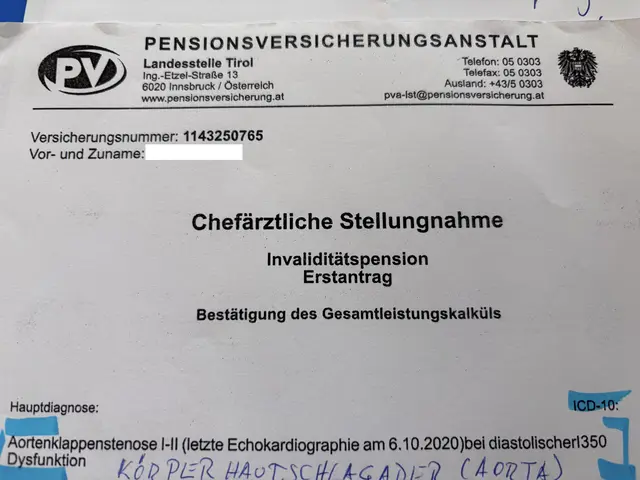 PENSIONSVERSICHERUNGSANSTALT
PV
Landesstelle Tirol
Ing.-Etzel-Straße 13
6020 Innsbruck / Österreich
www.pensionsversicherung.at
Telefon: 05 0303
Telefax: 05 0303
Ausland: +43/5 0303
pva-lst@pensionsversicherung.at
Versicherungsnummer: 1143250765
Vor- und Zuname:
Chefärztliche Stellungnahme
Invaliditätspension
Erstantrag
Bestätigung des Gesamtleistungskalküls
Hauptdiagnose:
ICD-10:
Aortenklappenstenose I-II (letzte Echokardiographie am 6.10.2020)bei diastolischerI350
Dysfunktion
KÖRPLER HAUTSCHLAGADER (AORTA)